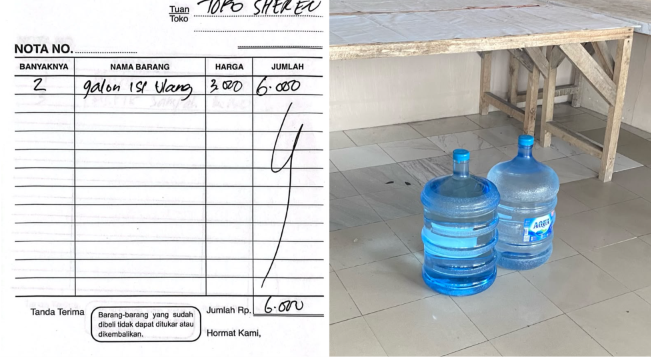 Tuan TOKO SHEREN
Toko
NOTA NO.
BANYAKNYA NAMA BARANG HARGA JUMLAH
2 galon isi Ulang 3.000 6.000
Tanda Terima
Barang-barang yang sudah
dibeli tidak dapat ditukar atau
dikembalikan.
Jumlah Rp. 6.000
Hormat Kami,